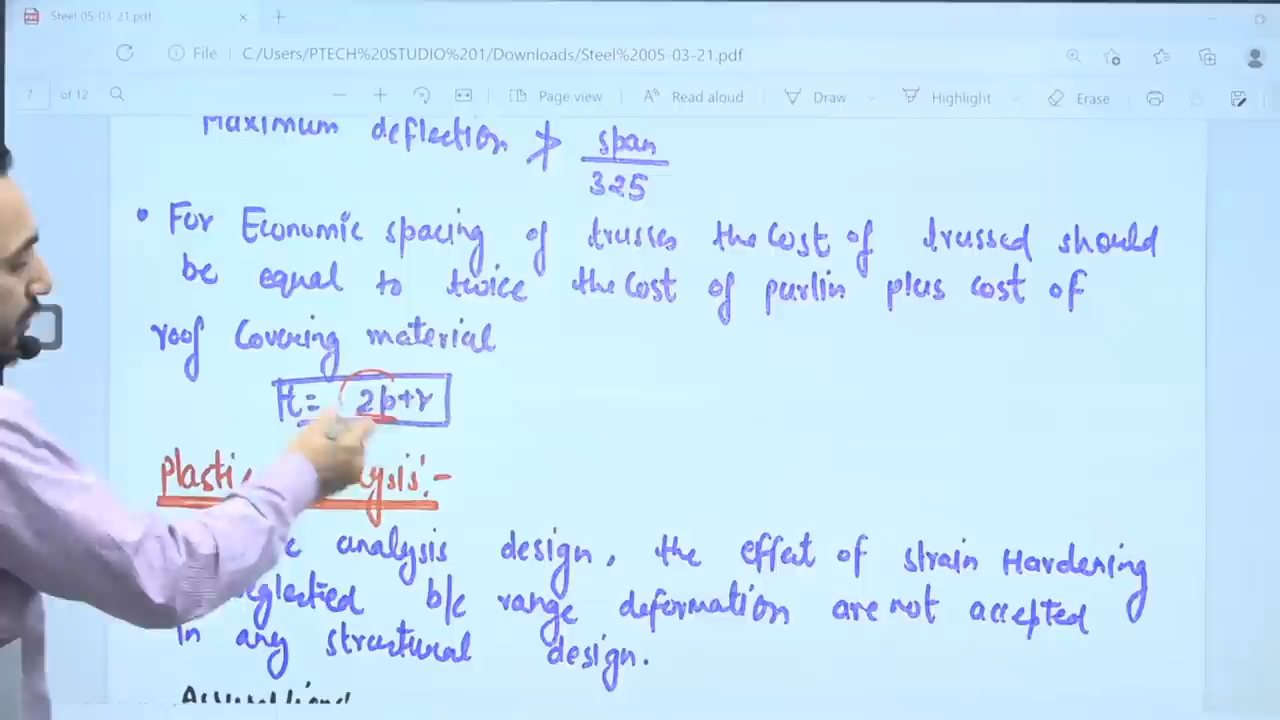 Steel 05-03-21.pdf
File C:/Users/PTECH%20STUDIO%201/Downloads/Steel%2005-03-21.pdf
7 of 12 Page view Read aloud Draw Highlight Erase
Maximum deflection ≯ span
325
• For Economic spacing of trusses the cost of trussed should
be equal to twice the cost of purlin plus cost of
roof covering material
t = 2p+r
analysis design, the effect of strain Hardening
b/c range deformation are not accepted
in any structural design.